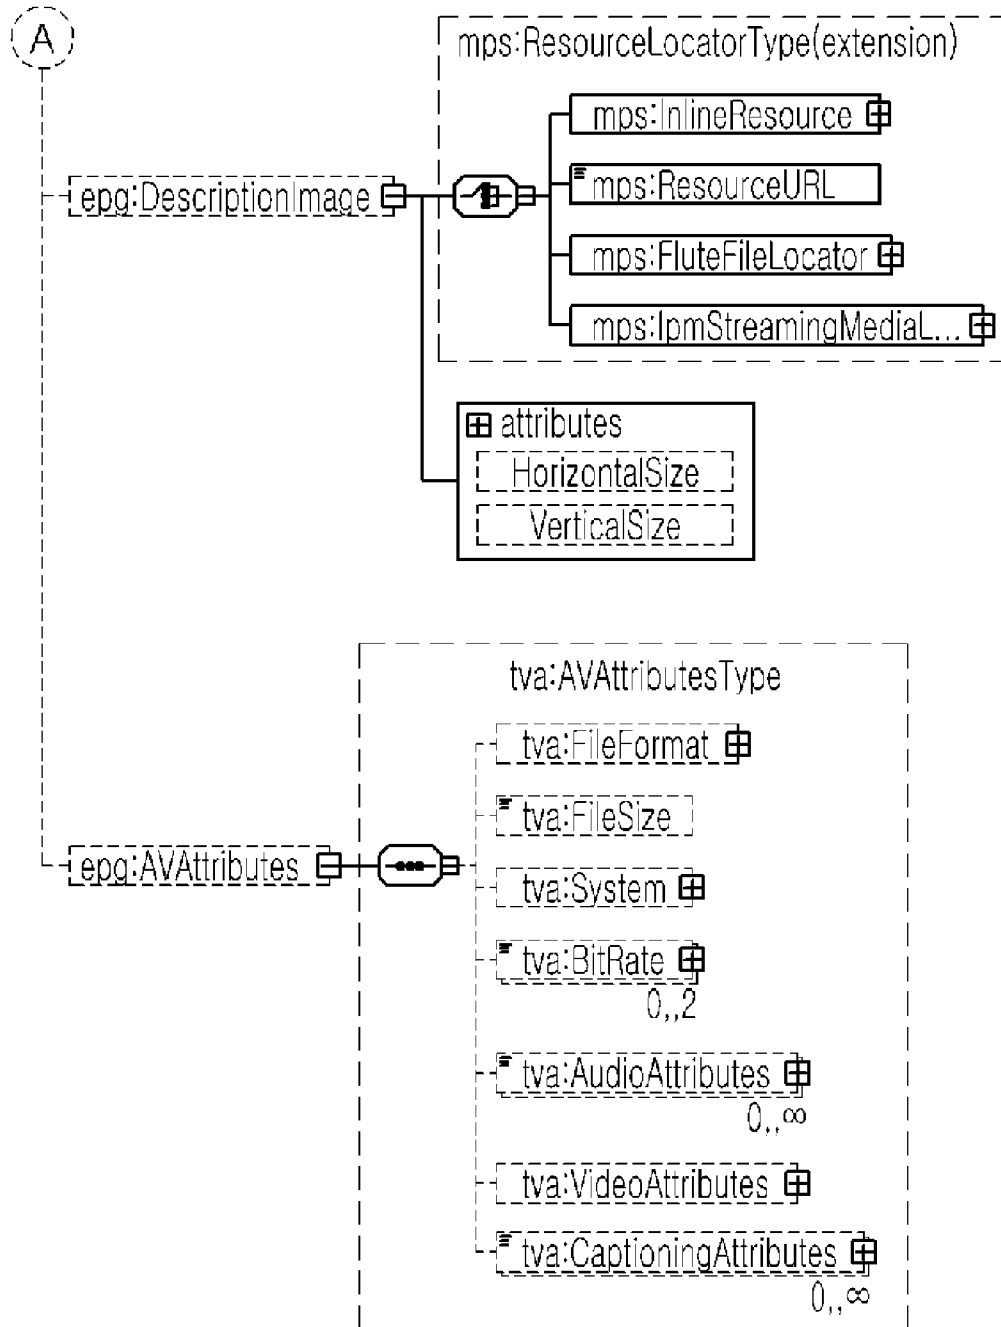 A
mps:ResourceLocatorType(extension)
mps:InlineResource
epg:DescriptionImage
mps:ResourceURL
mps:FluteFileLocator
mps:IpmStreamingMediaL...
attributes
HorizontalSize
VerticalSize
tva:AVAttributesType
tva:FileFormat
tva:FileSize
epg:AVAttributes
tva:System
tva:BitRate
0,,2
tva:AudioAttributes
0,,∞
tva:VideoAttributes
tva:CaptioningAttributes
0,,∞